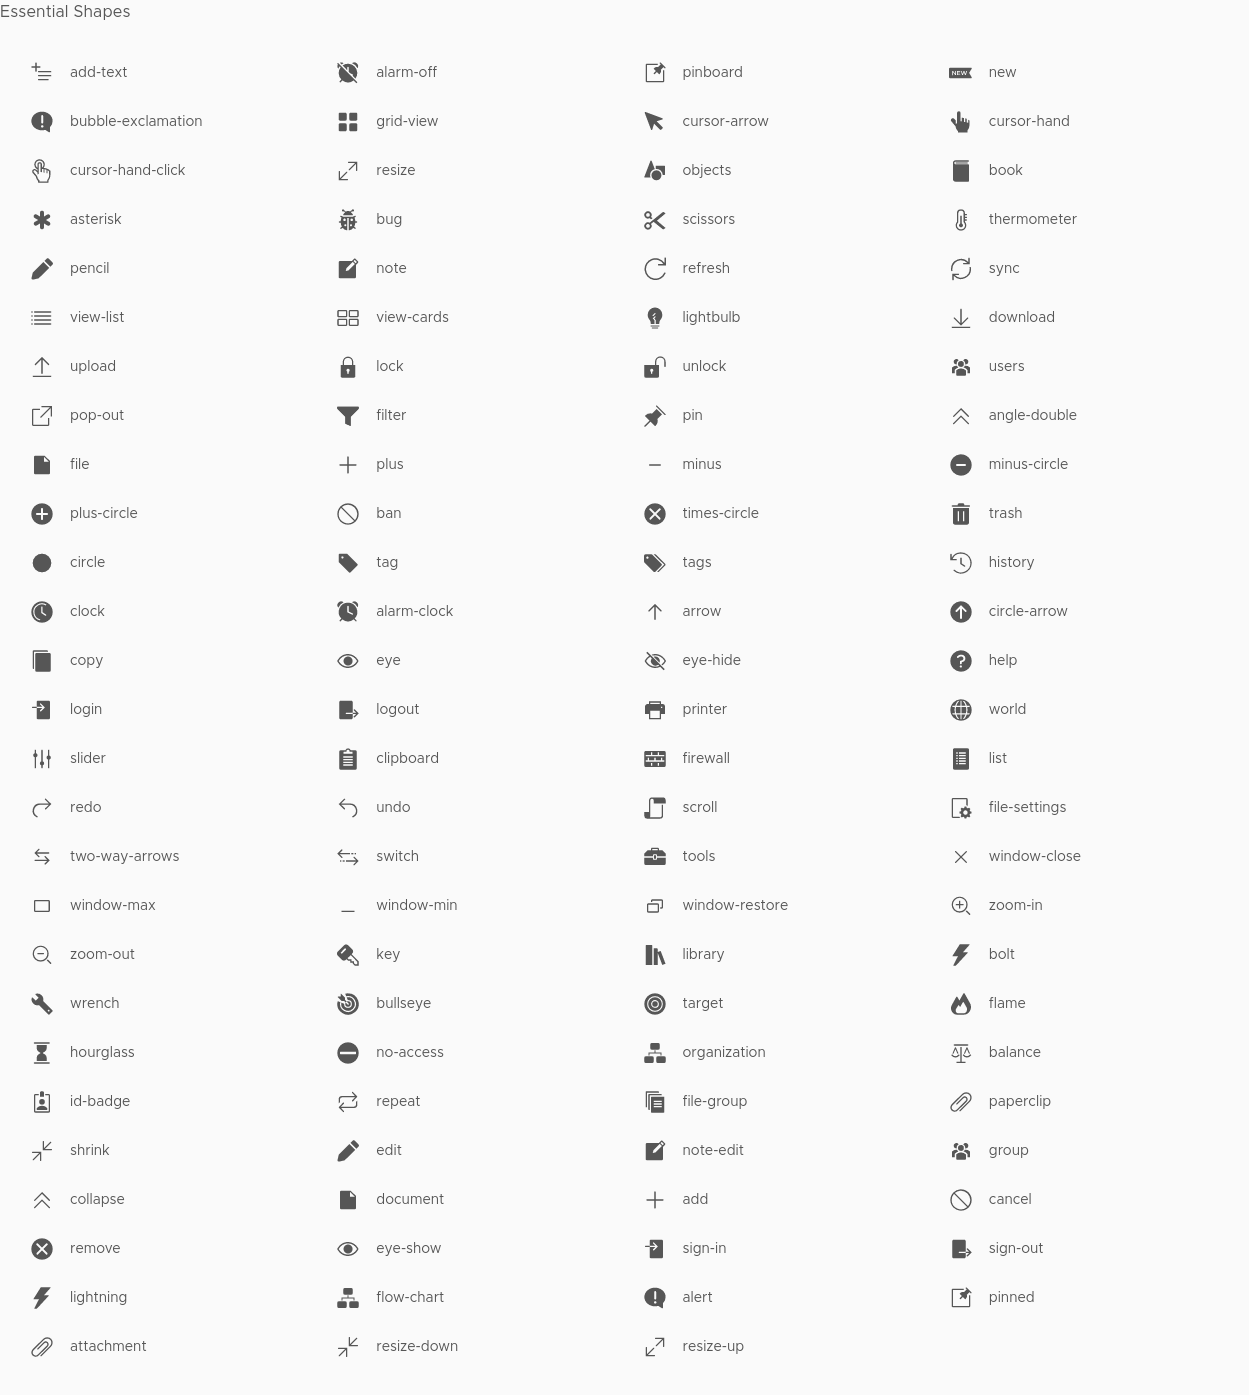 Essential Shapes
add-text
alarm-off
pinboard
NEW
new
bubble-exclamation
grid-view
cursor-arrow
cursor-hand
cursor-hand-click
resize
objects
book
asterisk
bug
scissors
thermometer
pencil
note
refresh
sync
view-list
view-cards
lightbulb
download
upload
lock
unlock
users
pop-out
filter
pin
angle-double
file
plus
minus
minus-circle
plus-circle
ban
times-circle
trash
circle
tag
tags
history
clock
alarm-clock
arrow
circle-arrow
copy
eye
eye-hide
help
login
logout
printer
world
slider
clipboard
firewall
list
redo
undo
scroll
file-settings
two-way-arrows
switch
tools
window-close
window-max
window-min
window-restore
zoom-in
zoom-out
key
library
bolt
wrench
bullseye
target
flame
hourglass
no-access
organization
balance
id-badge
repeat
file-group
paperclip
shrink
edit
note-edit
group
collapse
document
add
cancel
remove
eye-show
sign-in
sign-out
lightning
flow-chart
alert
pinned
attachment
resize-down
resize-up